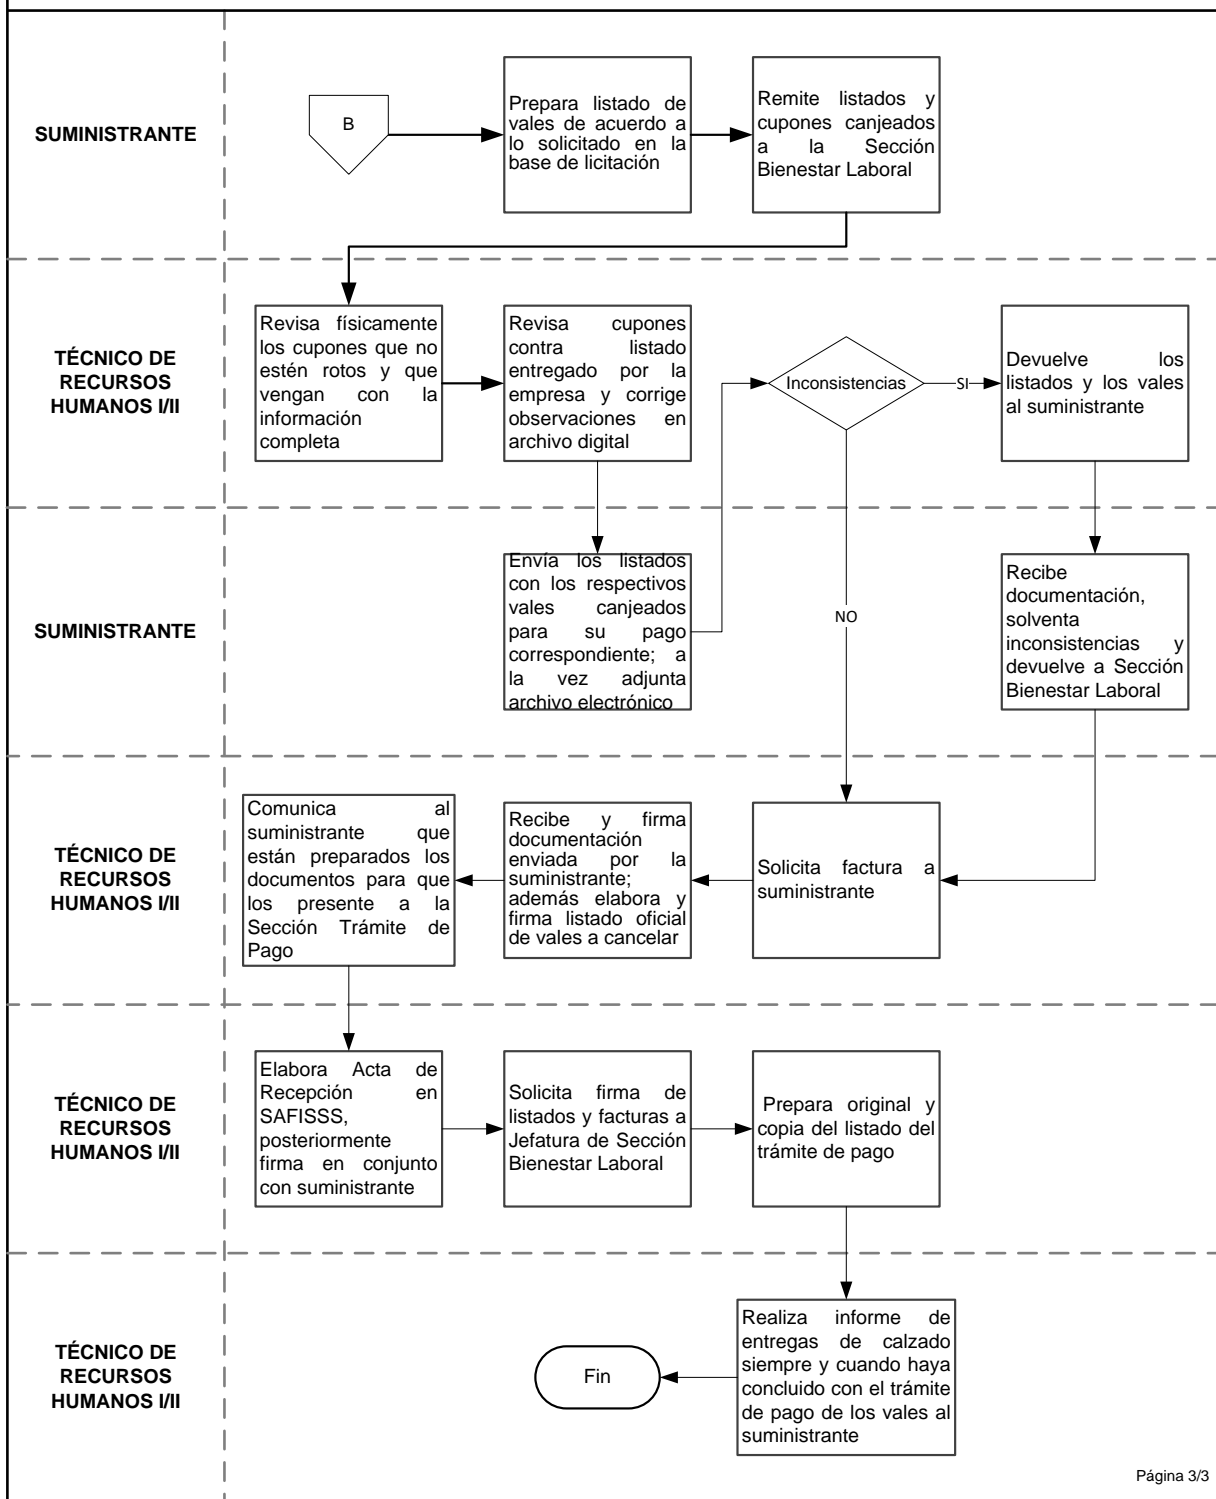 SUMINISTRANTE
B
Prepara listado de
vales de acuerdo a
lo solicitado en la
base de licitación
Remite listados y
cupones canjeados
a la Sección
Bienestar Laboral
TÉCNICO DE
RECURSOS
HUMANOS I/II
Revisa físicamente
los cupones que no
estén rotos y que
vengan con la
información
completa
Revisa cupones
contra listado
entregado por la
empresa y corrige
observaciones en
archivo digital
Inconsistencias
SI
Devuelve los
listados y los vales
al suministrante
SUMINISTRANTE
Envía los listados
con los respectivos
vales canjeados
para su pago
correspondiente; a
la vez adjunta
archivo electrónico
NO
Recibe
documentación,
solventa
inconsistencias y
devuelve a Sección
Bienestar Laboral
TÉCNICO DE
RECURSOS
HUMANOS I/II
Comunica al
suministrante que
están preparados los
documentos para que
los presente a la
Sección Trámite de
Pago
Recibe y firma
documentación
enviada por la
suministrante;
además elabora y
firma listado oficial
de vales a cancelar
Solicita factura a
suministrante
TÉCNICO DE
RECURSOS
HUMANOS I/II
Elabora Acta de
Recepción en
SAFISSS,
posteriormente
firma en conjunto
con suministrante
Solicita firma de
listados y facturas a
Jefatura de Sección
Bienestar Laboral
Prepara original y
copia del listado del
trámite de pago
TÉCNICO DE
RECURSOS
HUMANOS I/II
Fin
Realiza informe de
entregas de calzado
siempre y cuando haya
concluido con el trámite
de pago de los vales al
suministrante
Página 3/3